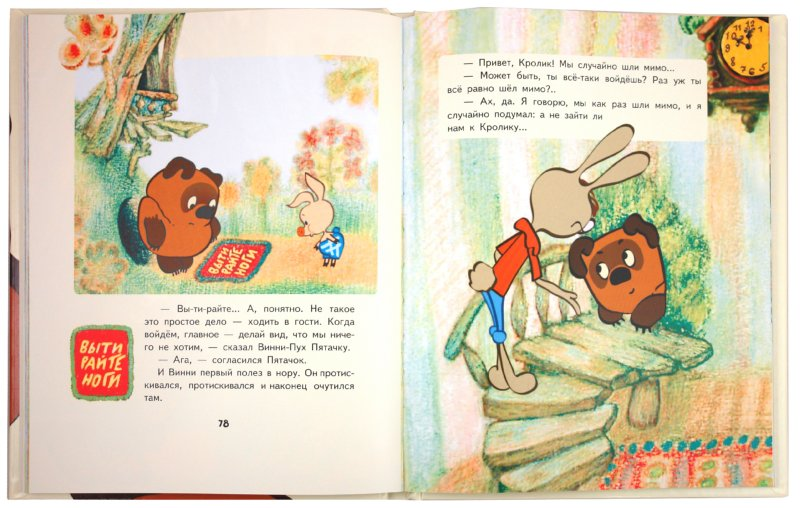 ВЫТИ
РАЙТЕ
НОГИ
— Вы-ти-райте... А, понятно. Не такое
это простое дело — ходить в гости. Когда
войдём, главное — делай вид, что мы ниче-
го не хотим, — сказал Винни-Пух Пятачку.
— Ага, — согласился Пятачок.
И Винни первый полез в нору. Он протис-
кивался, протискивался и наконец очутился
там.
ВЫТИ
РАЙТЕ
НОГИ
78
— Привет, Кролик! Мы случайно шли мимо...
— Может быть, ты всё-таки войдёшь? Раз уж ты
всё равно шёл мимо?..
— Ах, да. Я говорю, мы как раз шли мимо, и я
случайно подумал: а не зайти ли
нам к Кролику...